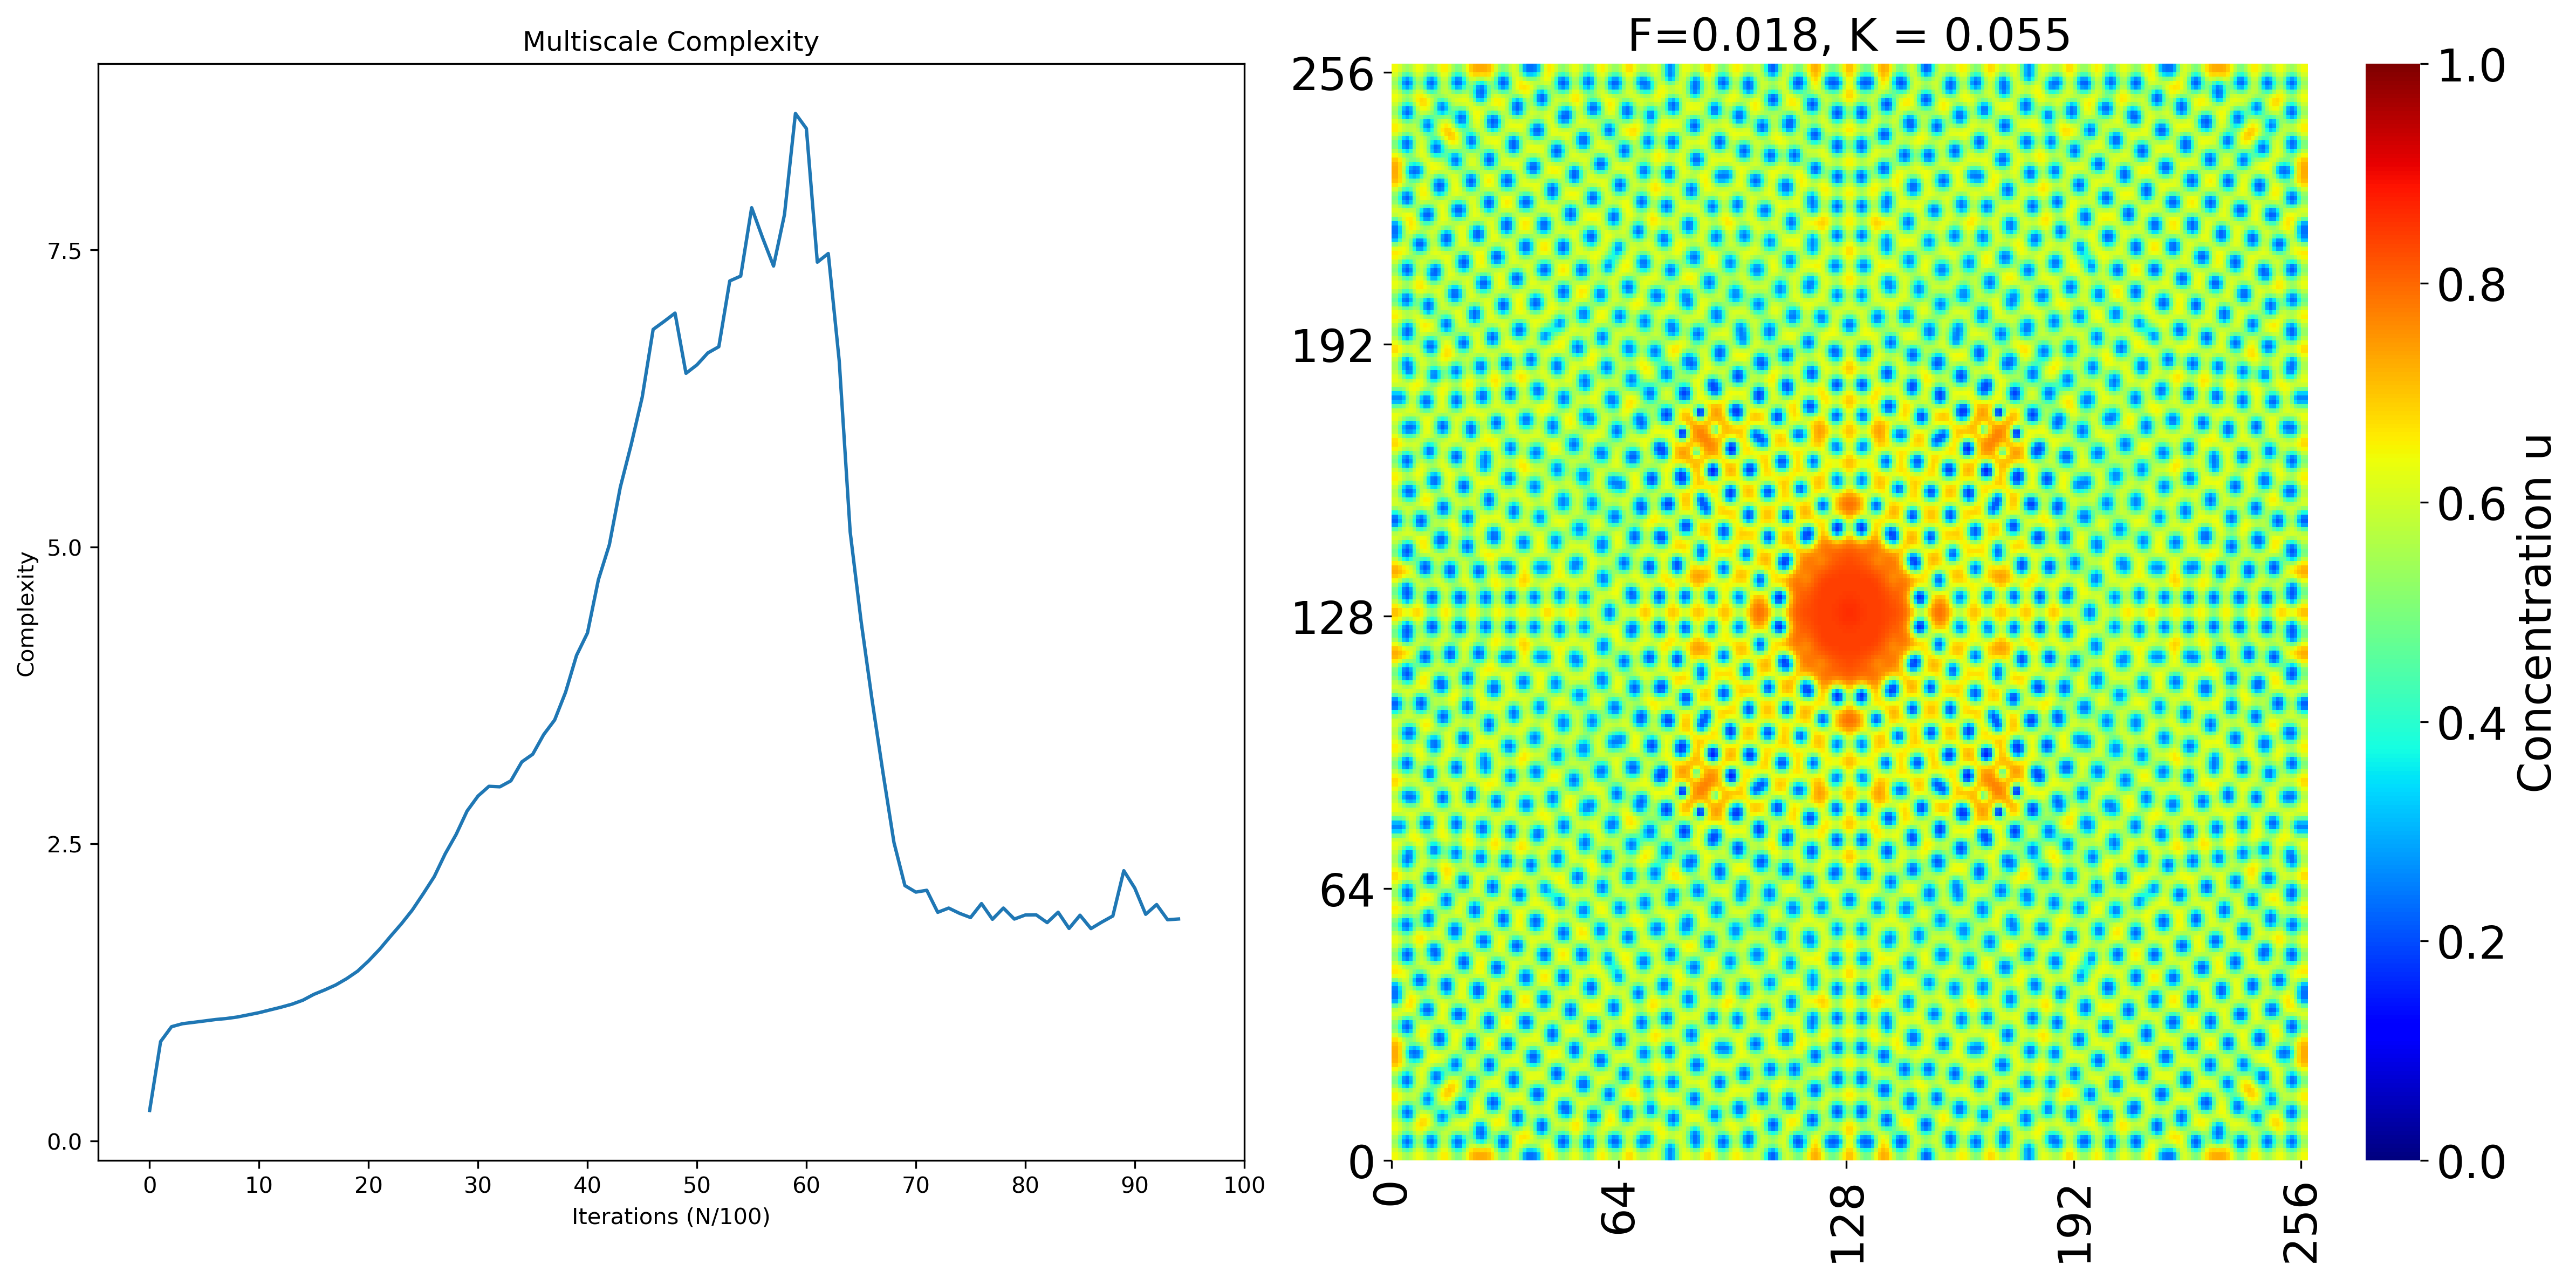 Multiscale Complexity
7.5
5.0
2.5
0.0
Complexity
0 10 20 30 40 50 60 70 80 90 100
Iterations (N/100)
F=0.018, K = 0.055
256
192
128
64
0
0 64 128 192 256
1.0
0.8
0.6
0.4
0.2
0.0
Concentration u